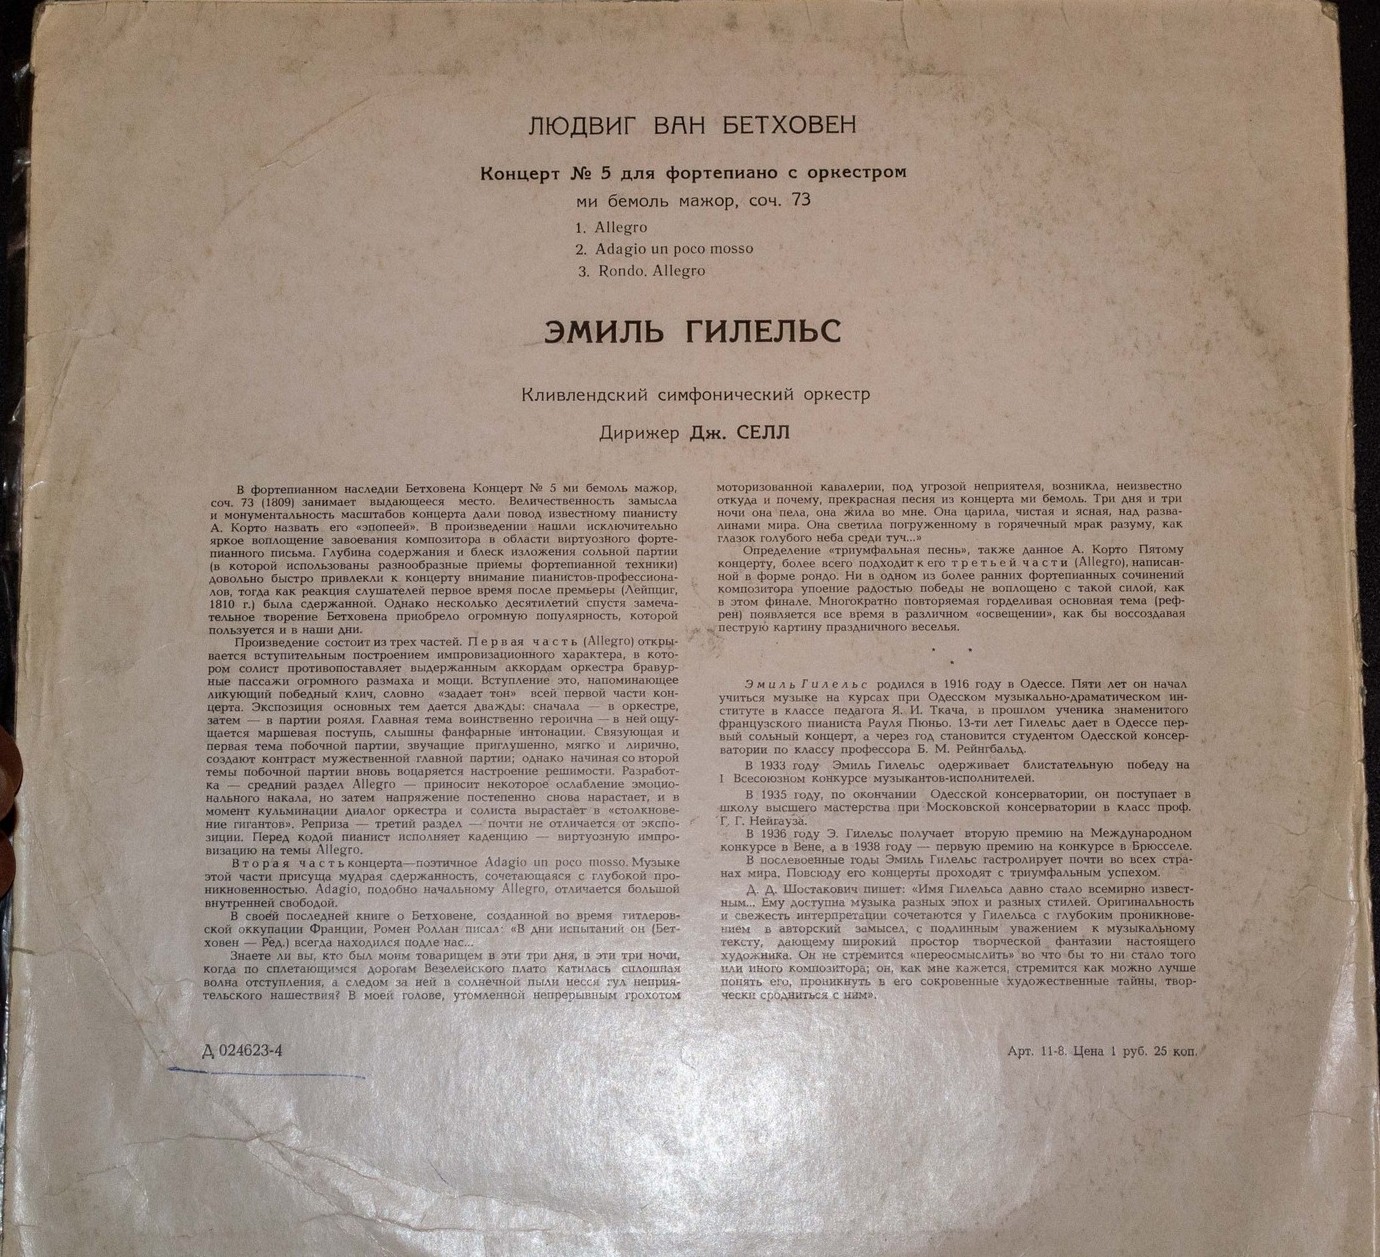 ЛЮДВИГ ВАН БЕТХОВЕН
Концерт № 5 для фортепиано с оркестром
ми бемоль мажор, соч. 73
1. Allegro
2. Adagio un poco mosso
3. Rondo. Allegro
ЭМИЛЬ ГИЛЕЛЬС
Кливлендский симфонический оркестр
Дирижер Дж. СЕЛЛ
В фортепианном наследии Бетховена Концерт № 5 ми бемоль мажор,
соч. 73 (1809) занимает выдающееся место. Величественность замысла
и монументальность масштабов концерта дали повод известному пианисту
А. Корто назвать его «эпопеей». В произведении нашли исключительно
яркое воплощение завоевания композитора в области виртуозного форте-
пианного письма. Глубина содержания и блеск изложения сольной партии
(в которой использованы разнообразные приемы фортепианной техники)
довольно быстро привлекли к концерту внимание пианистов-профессиона-
лов, тогда как реакция слушателей первое время после премьеры (Лейпциг,
1810 г.) была сдержанной. Однако несколько десятилетий спустя замеча-
тельное творение Бетховена приобрело огромную популярность, которой
пользуется и в наши дни.
Произведение состоит из трех частей. Первая часть (Allegro) откры-
вается вступительным построением импровизационного характера, в кото-
ром солист противопоставляет выдержанным аккордам оркестра бравур-
ные пассажи огромного размаха и мощи. Вступление это, напоминающее
ликующий победный клич, словно «задает тон» всей первой части кон-
церта. Экспозиция основных тем дается дважды: сначала — в оркестре,
затем — в партии рояля. Главная тема воинственно героична — в ней ощу-
щается маршевая поступь, слышны фанфарные интонации. Связующая и
первая тема побочной партии, звучащие приглушенно, мягко и лирично,
создают контраст мужественной главной партии; однако начиная со второй
темы побочной партии вновь воцаряется настроение решимости. Разработ-
ка — средний раздел Allegro — приносит некоторое ослабление эмоцио-
нального накала, но затем напряжение постепенно снова нарастает, и в
момент кульминации диалог оркестра и солиста вырастает в «столкнове-
ние гигантов». Реприза — третий раздел — почти не отличается от экспо-
зиции. Перед кодой пианист исполняет каденцию — виртуозную импро-
визацию на темы Allegro.
Вторая часть концерта—поэтичное Adagio un poco mosso. Музыке
этой части присуща мудрая сдержанность, сочетающаяся с глубокой про-
никновенностью. Adagio, подобно начальному Allegro, отличается большой
внутренней свободой.
В своей последней книге о Бетховене, созданной во время гитлеров-
ской оккупации Франции, Ромен Роллан писал: «В дни испытаний он (Бет-
ховен — Ред.) всегда находился подле нас...
Знаете ли вы, кто был моим товарищем в эти три дня, в эти три ночи,
когда по сплетающимся дорогам Везелейского плато катилась сплошная
волна отступления, а следом за ней в солнечной пыли несся гул неприя-
тельского нашествия? В моей голове, утомленной непрерывным грохотом
моторизованной кавалерии, под угрозой неприятеля, возникла, неизвестно
откуда и почему, прекрасная песня из концерта ми бемоль. Три дня и три
ночи она пела, она жила во мне. Она царила, чистая и ясная, над разва-
линами мира. Она светила погруженному в горячечный мрак разуму, как
глазок голубого неба среди туч...»
Определение «триумфальная песнь», также данное А. Корто Пятому
концерту, более всего подходит к его третьей части (Allegro), написан-
ной в форме рондо. Ни в одном из более ранних фортепианных сочинений
композитора упоение радостью победы не воплощено с такой силой, как
в этом финале. Многократно повторяемая горделивая основная тема (реф-
рен) появляется все время в различном «освещении», как бы воссоздавая
пеструю картину праздничного веселья.
Эмиль Гилельс родился в 1916 году в Одессе. Пяти лет он начал
учиться музыке на курсах при Одесском музыкально-драматическом ин-
ституте в классе педагога Я. И. Ткача, в прошлом ученика знаменитого
французского пианиста Рауля Пюньо. 13-ти лет Гилельс дает в Одессе пер-
вый сольный концерт, а через год становится студентом Одесской консер-
ватории по классу профессора Б. М. Рейнгбальд.
В 1933 году Эмиль Гилельс одерживает блистательную победу на
I Всесоюзном конкурсе музыкантов-исполнителей.
В 1935 году, по окончании Одесской консерватории, он поступает в
школу высшего мастерства при Московской консерватории в класс проф.
Г. Г. Нейгауза.
В 1936 году Э. Гилельс получает вторую премию на Международном
конкурсе в Вене, а в 1938 году — первую премию на конкурсе в Брюсселе.
В послевоенные годы Эмиль Гилельс гастролирует почти во всех стра-
нах мира. Повсюду его концерты проходят с триумфальным успехом.
Д. Д. Шостакович пишет: «Имя Гилельса давно стало всемирно извест-
ным... Ему доступна музыка разных эпох и разных стилей. Оригинальность
и свежесть интерпретации сочетаются у Гилельса с глубоким проникнове-
нием в авторский замысел, с подлинным уважением к музыкальному
тексту, дающему широкий простор творческой фантазии настоящего
художника. Он не стремится «переосмыслить» во что бы то ни стало того
или иного композитора; он, как мне кажется, стремится как можно лучше
понять его, проникнуть в его сокровенные художественные тайны, твор-
чески сродниться с ним».
Д 024623-4
Арт. 11-8. Цена 1 руб. 25 коп.